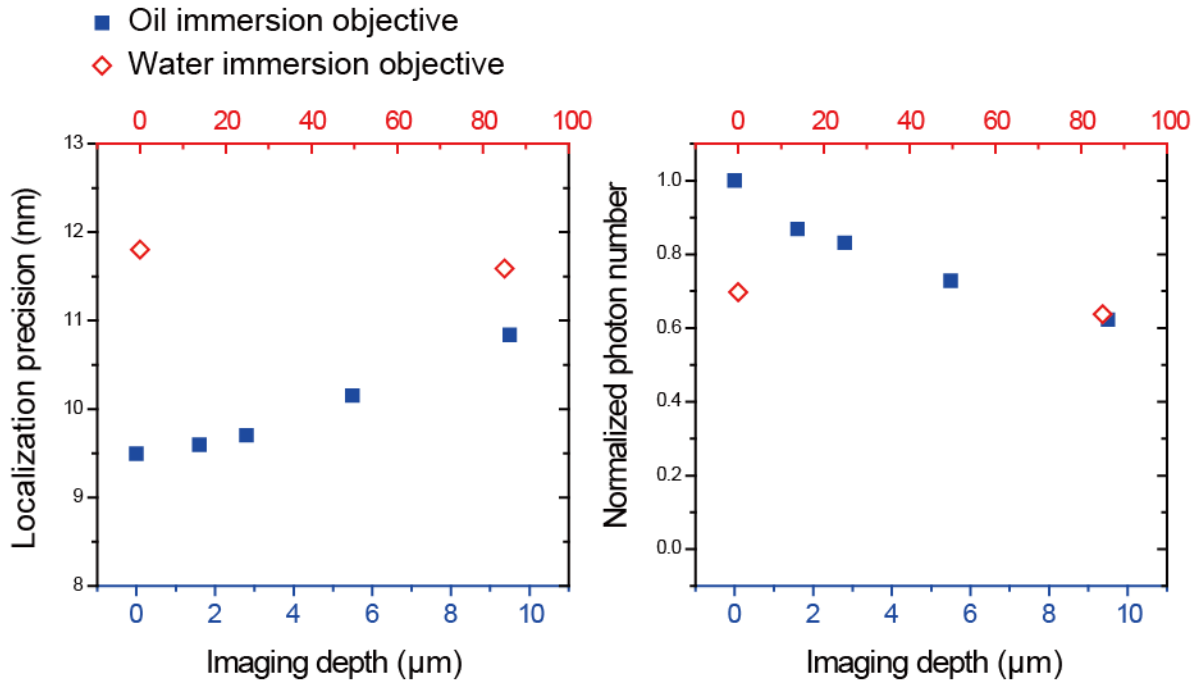 Oil immersion objective
Water immersion objective
0 20 40 60 80 100
13
12
11
10
9
8
Localization precision (nm)
0 2 4 6 8 10
Imaging depth (μm)
0 20 40 60 80 100
1.0
0.8
0.6
0.4
0.2
0.0
Normalized photon number
0 2 4 6 8 10
Imaging depth (μm)